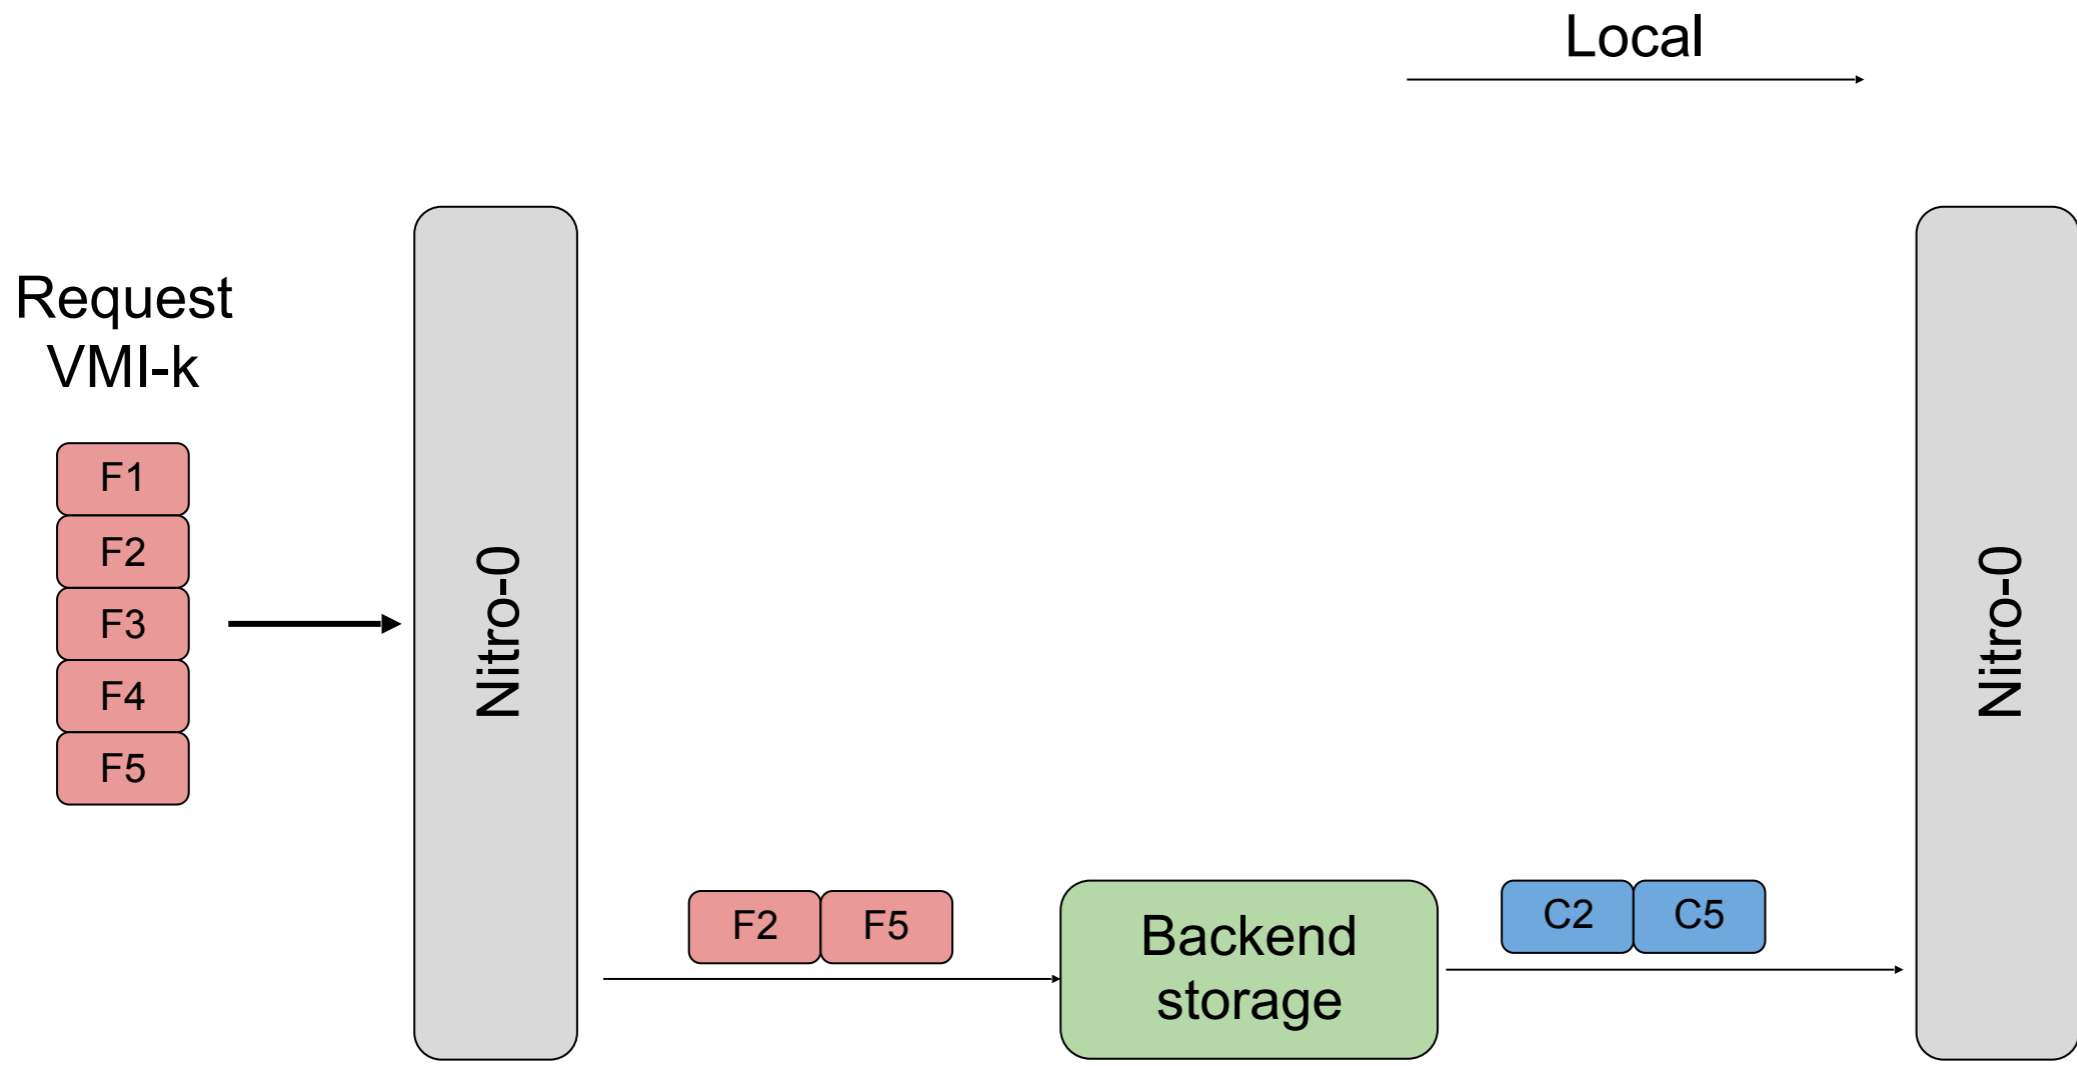 Local
Request
VMI-k
F1
F2
F3
F4
F5
Nitro-0
F2 F5
Backend
storage
C2 C5
Nitro-0